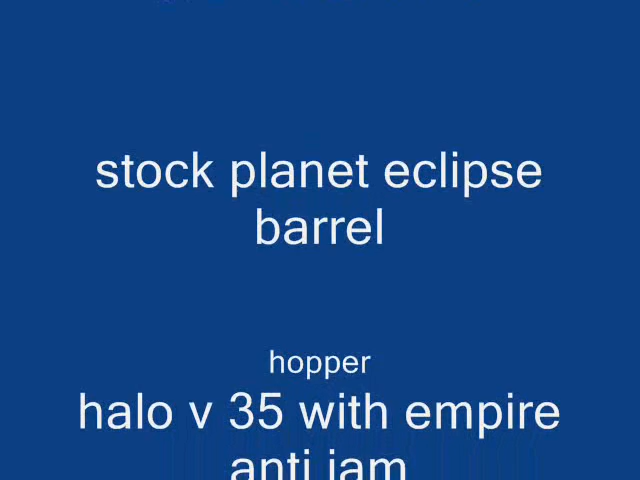 stock planet eclipse
barrel
hopper
halo v 35 with empire
anti jam